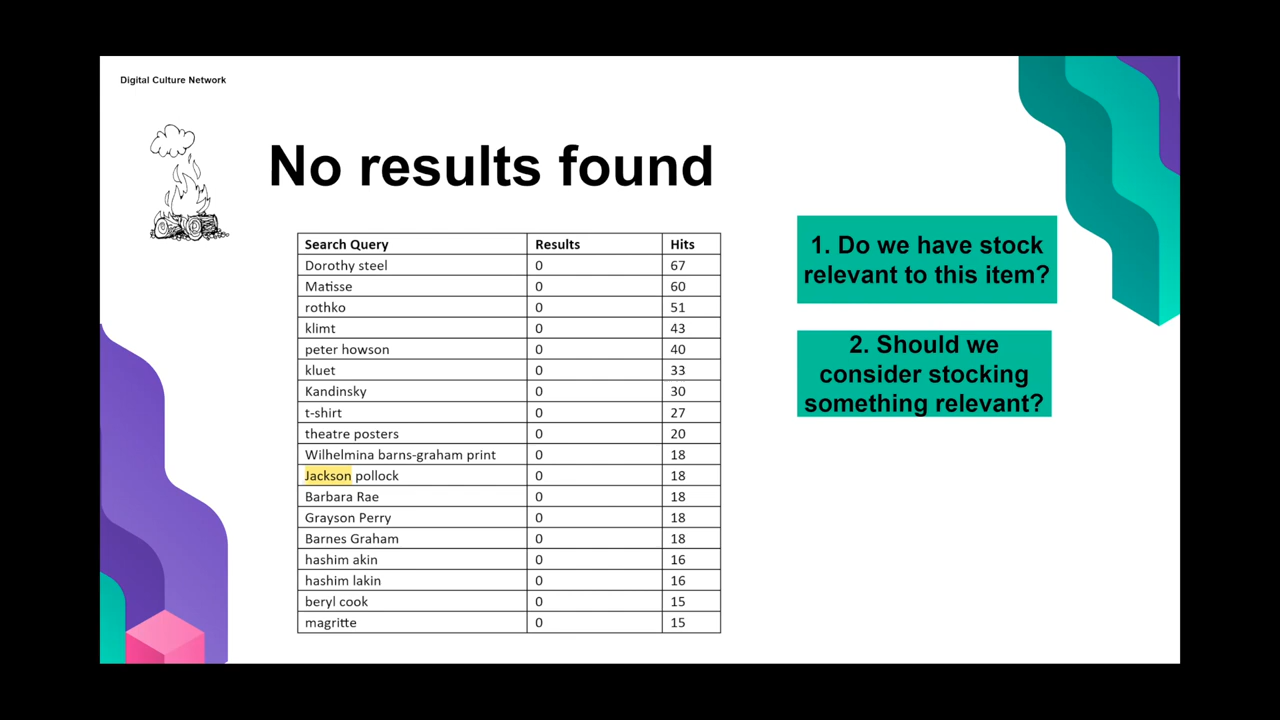 Digital Culture Network
No results found
Search Query Results Hits
Dorothy steel 0 67
Matisse 0 60
rothko 0 51
klimt 0 43
peter howson 0 40
kluet 0 33
Kandinsky 0 30
t-shirt 0 27
theatre posters 0 20
Wilhelmina barns-graham print 0 18
Jackson pollock 0 18
Barbara Rae 0 18
Grayson Perry 0 18
Barnes Graham 0 18
hashim akin 0 16
hashim lakin 0 16
beryl cook 0 15
magritte 0 15
1. Do we have stock
relevant to this item?
2. Should we
consider stocking
something relevant?